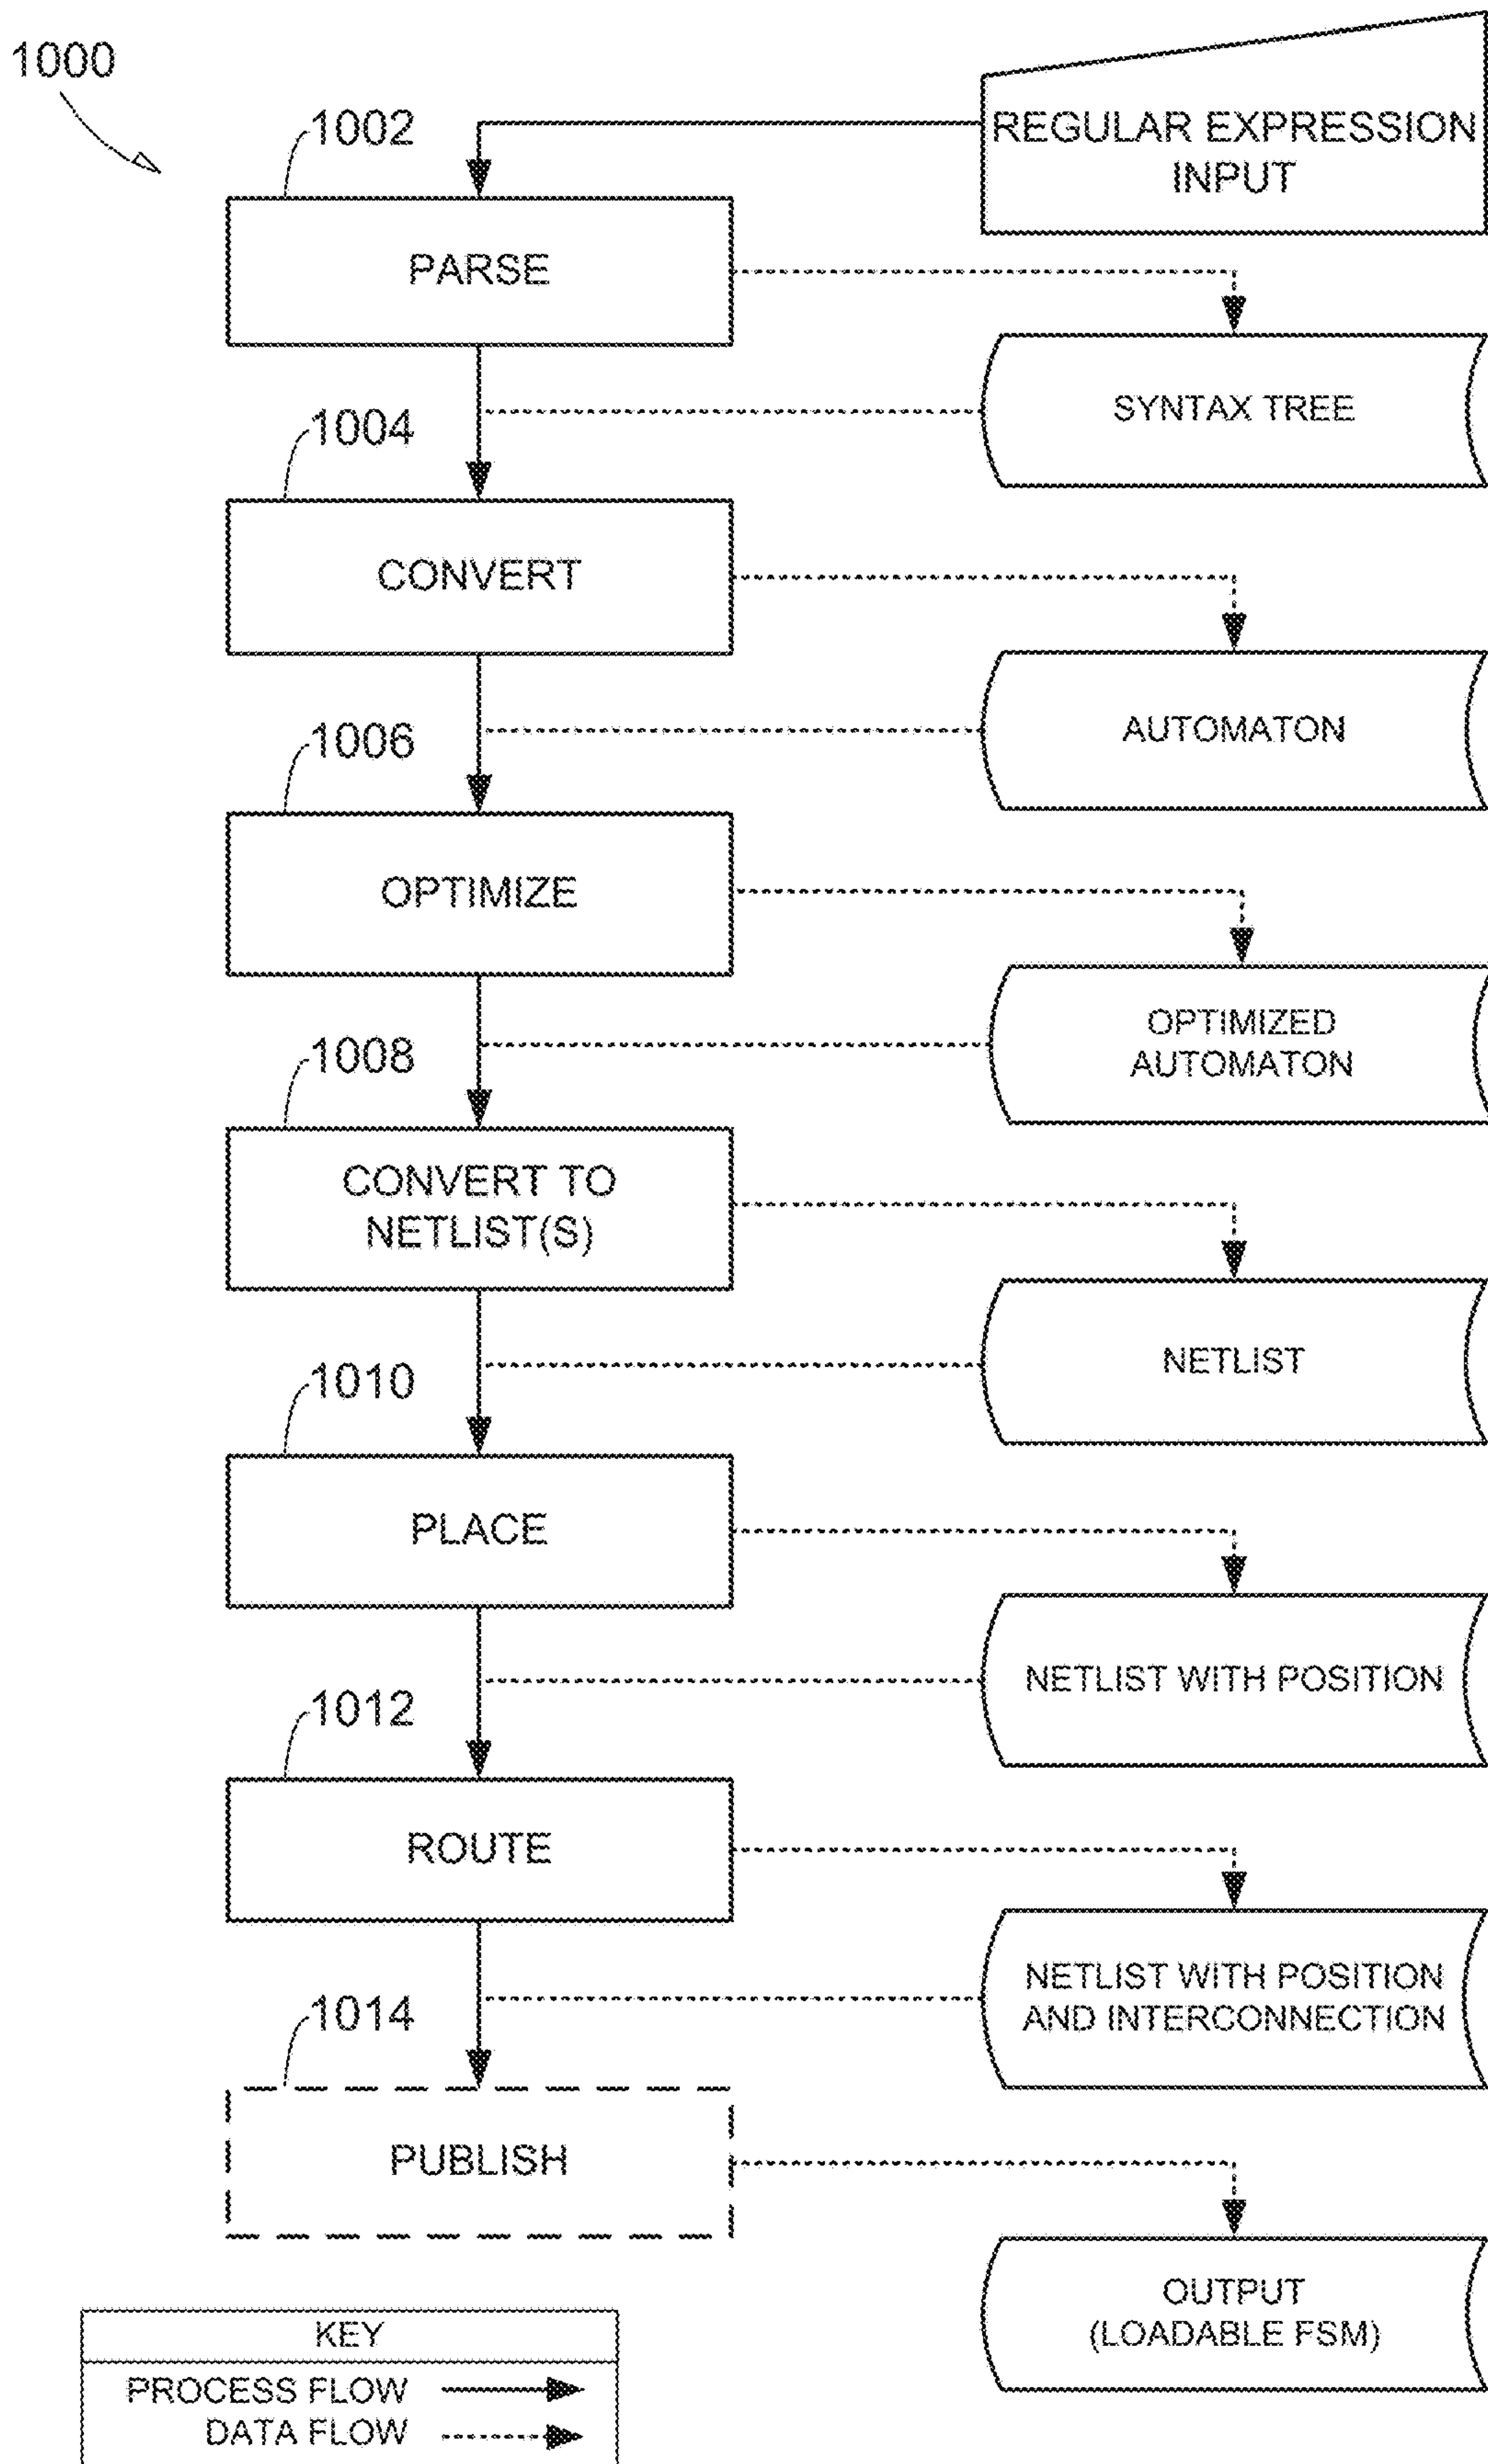 1000
REGULAR EXPRESSION
INPUT
1002
PARSE
SYNTAX TREE
1004
CONVERT
AUTOMATON
1006
OPTIMIZE
OPTIMIZED
AUTOMATON
1008
CONVERT TO
NETLIST(S)
NETLIST
1010
PLACE
NETLIST WITH POSITION
1012
ROUTE
NETLIST WITH POSITION
AND INTERCONNECTION
1014
PUBLISH
OUTPUT
(LOADABLE FSM)
KEY
PROCESS FLOW
DATA FLOW